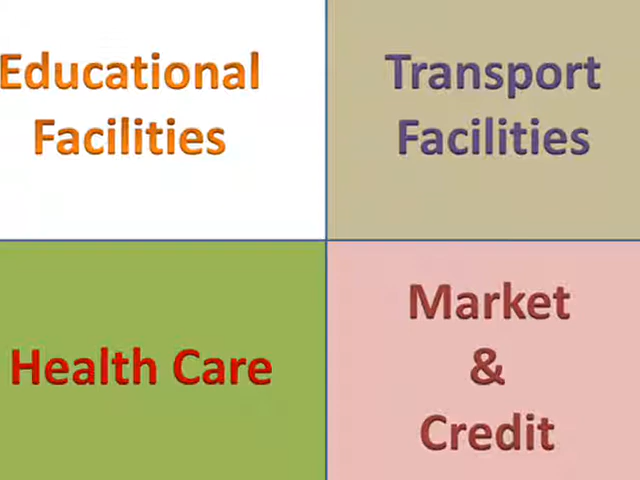 Educational
Facilities
Transport
Facilities
Health Care
Market
&
Credit